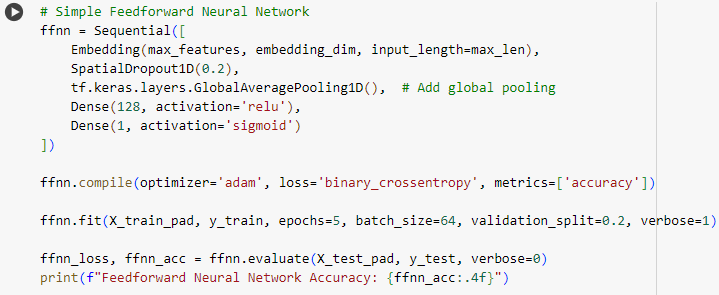 # Simple Feedforward Neural Network
ffnn = Sequential([
    Embedding(max_features, embedding_dim, input_length=max_len),
    SpatialDropout1D(0.2),
    tf.keras.layers.GlobalAveragePooling1D(),  # Add global pooling
    Dense(128, activation='relu'),
    Dense(1, activation='sigmoid')
])

ffnn.compile(optimizer='adam', loss='binary_crossentropy', metrics=['accuracy'])

ffnn.fit(X_train_pad, y_train, epochs=5, batch_size=64, validation_split=0.2, verbose=1)

ffnn_loss, ffnn_acc = ffnn.evaluate(X_test_pad, y_test, verbose=0)
print(f"Feedforward Neural Network Accuracy: {ffnn_acc:.4f}")